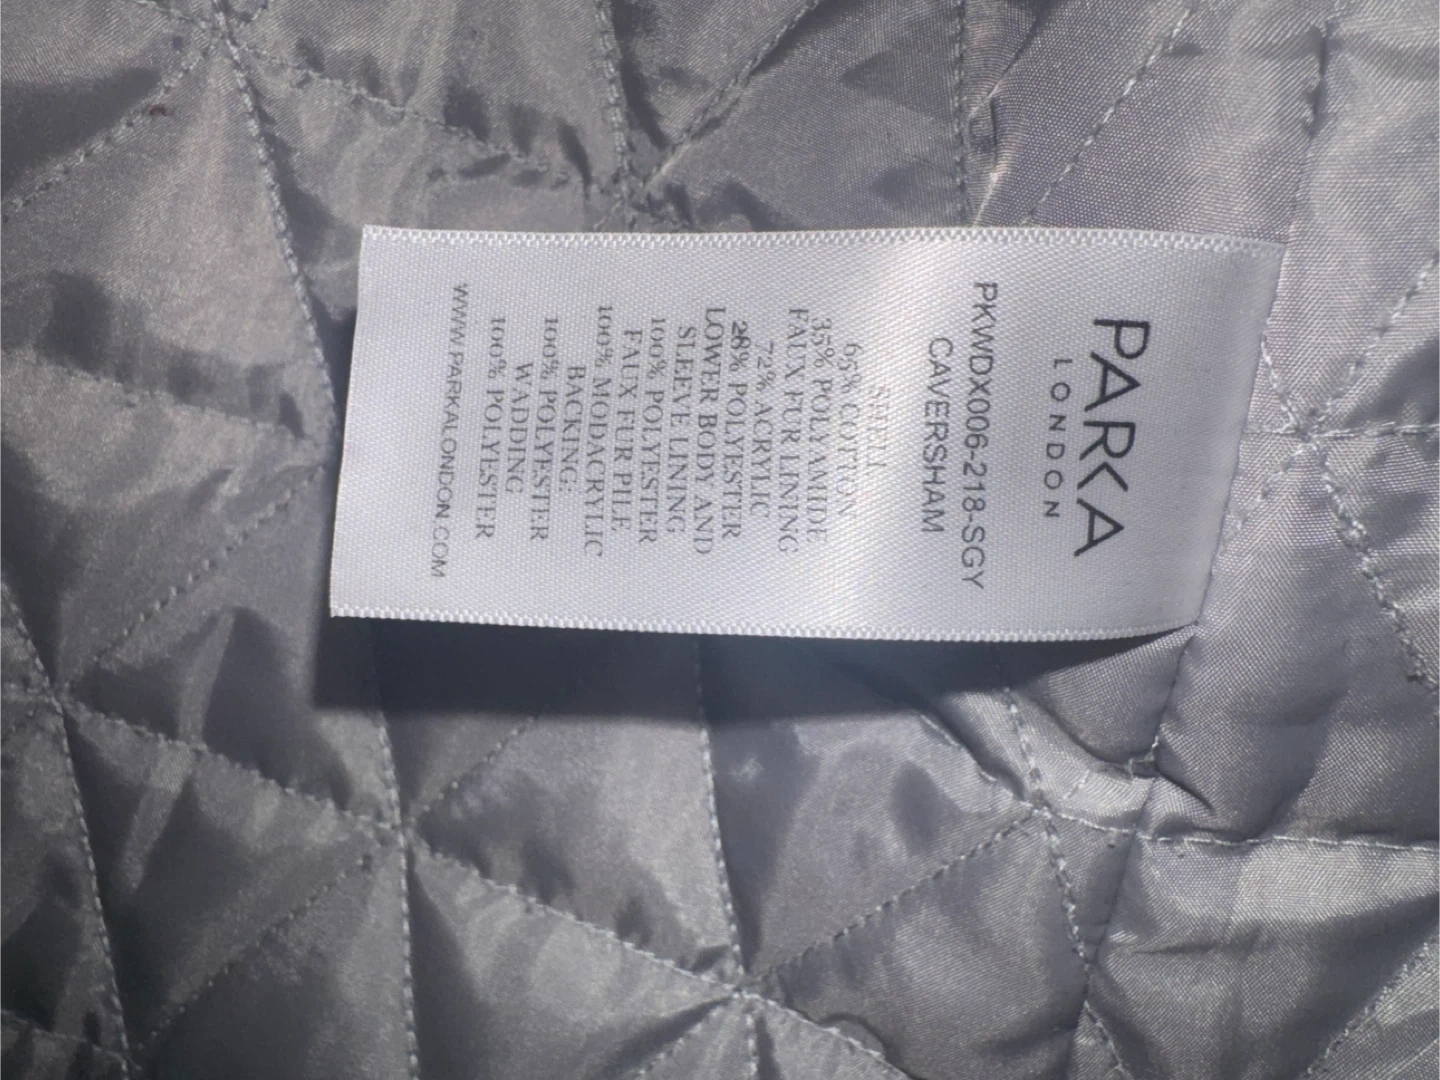 PARKA
LONDON
PKWDX006-218-SGY
CAVERSHAM
SHELL
65% COTTON
35% POLYAMIDE
FAUX FUR LINING
72% ACRYLIC
28% POLYESTER
LOWER BODY AND
SLEEVE LINING
100% POLYESTER
FAUX FUR PILE
100% MODACRYLIC
BACKING:
100% POLYESTER
WADDING
100% POLYESTER
WWW.PARKALONDON.COM